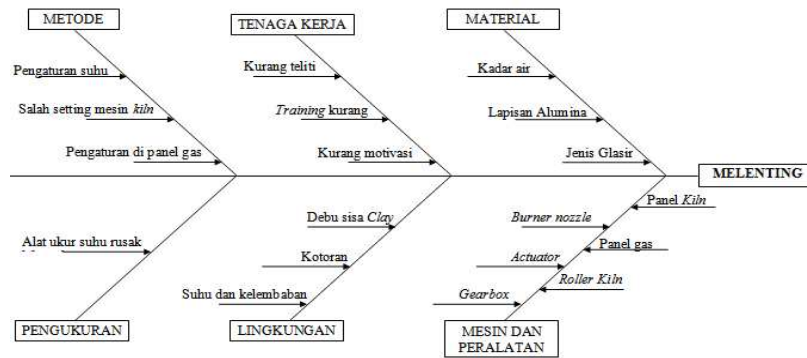 METODE
TENAGA KERJA
MATERIAL
Pengaturan suhu
Salah setting mesin kiln
Pengaturan di panel gas
Kurang teliti
Training kurang
Kurang motivasi
Kadar air
Lapisan Alumina
Jenis Glasir
MELENTING
Alat ukur suhu rusak
Debu sisa Clay
Kotoran
Suhu dan kelembaban
Panel Kiln
Burner nozzle
Panel gas
Actuator
Roller Kiln
Gearbox
PENGUKURAN
LINGKUNGAN
MESIN DAN
PERALATAN